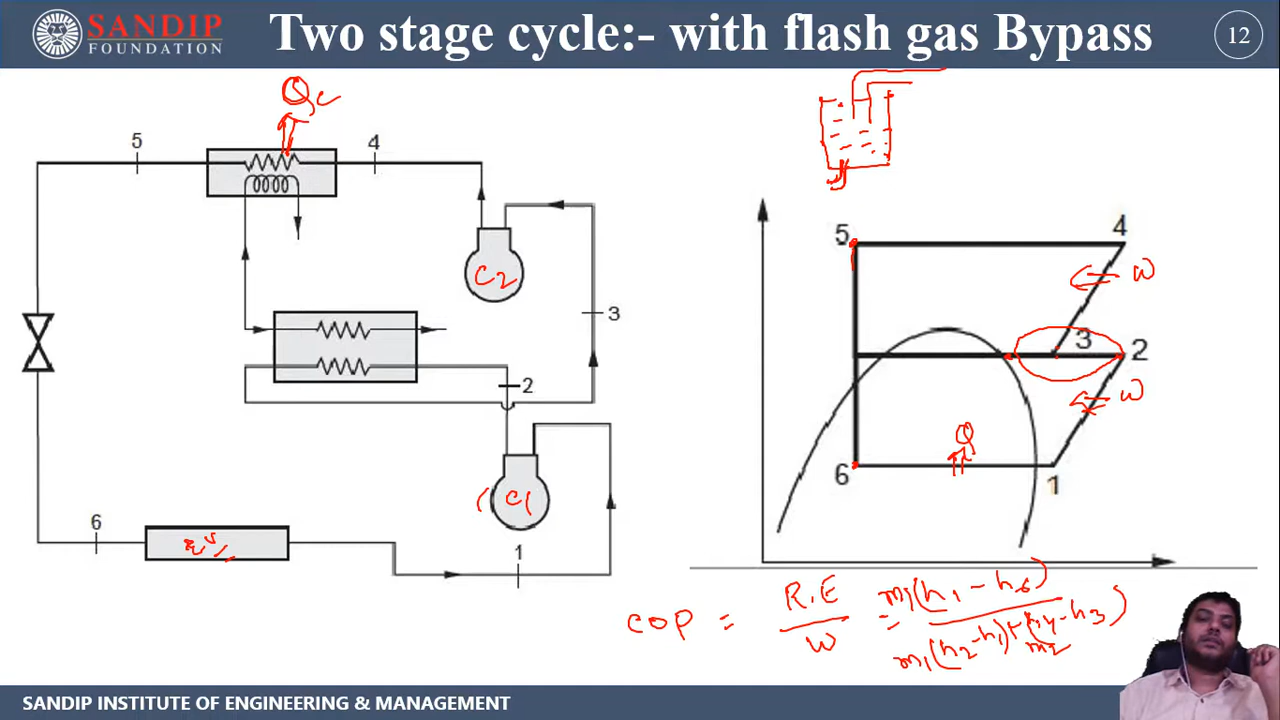 SANDIP
FOUNDATION
Two stage cycle:- with flash gas Bypass
12
Qc
5
4
C2
3
2
C1
6
1
5
4
W
3
2
W
Q
6
1
COP = R.E / W = m1(h1 - h6) / m1(h2-h1)+(h4-h3) m2
SANDIP INSTITUTE OF ENGINEERING & MANAGEMENT